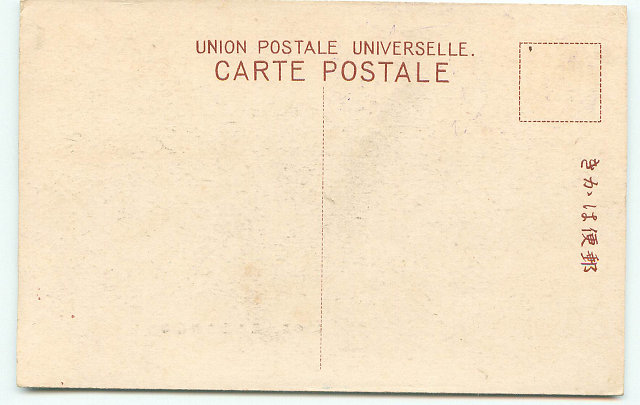 UNION POSTALE UNIVERSELLE.
CARTE POSTALE
きかは便郵